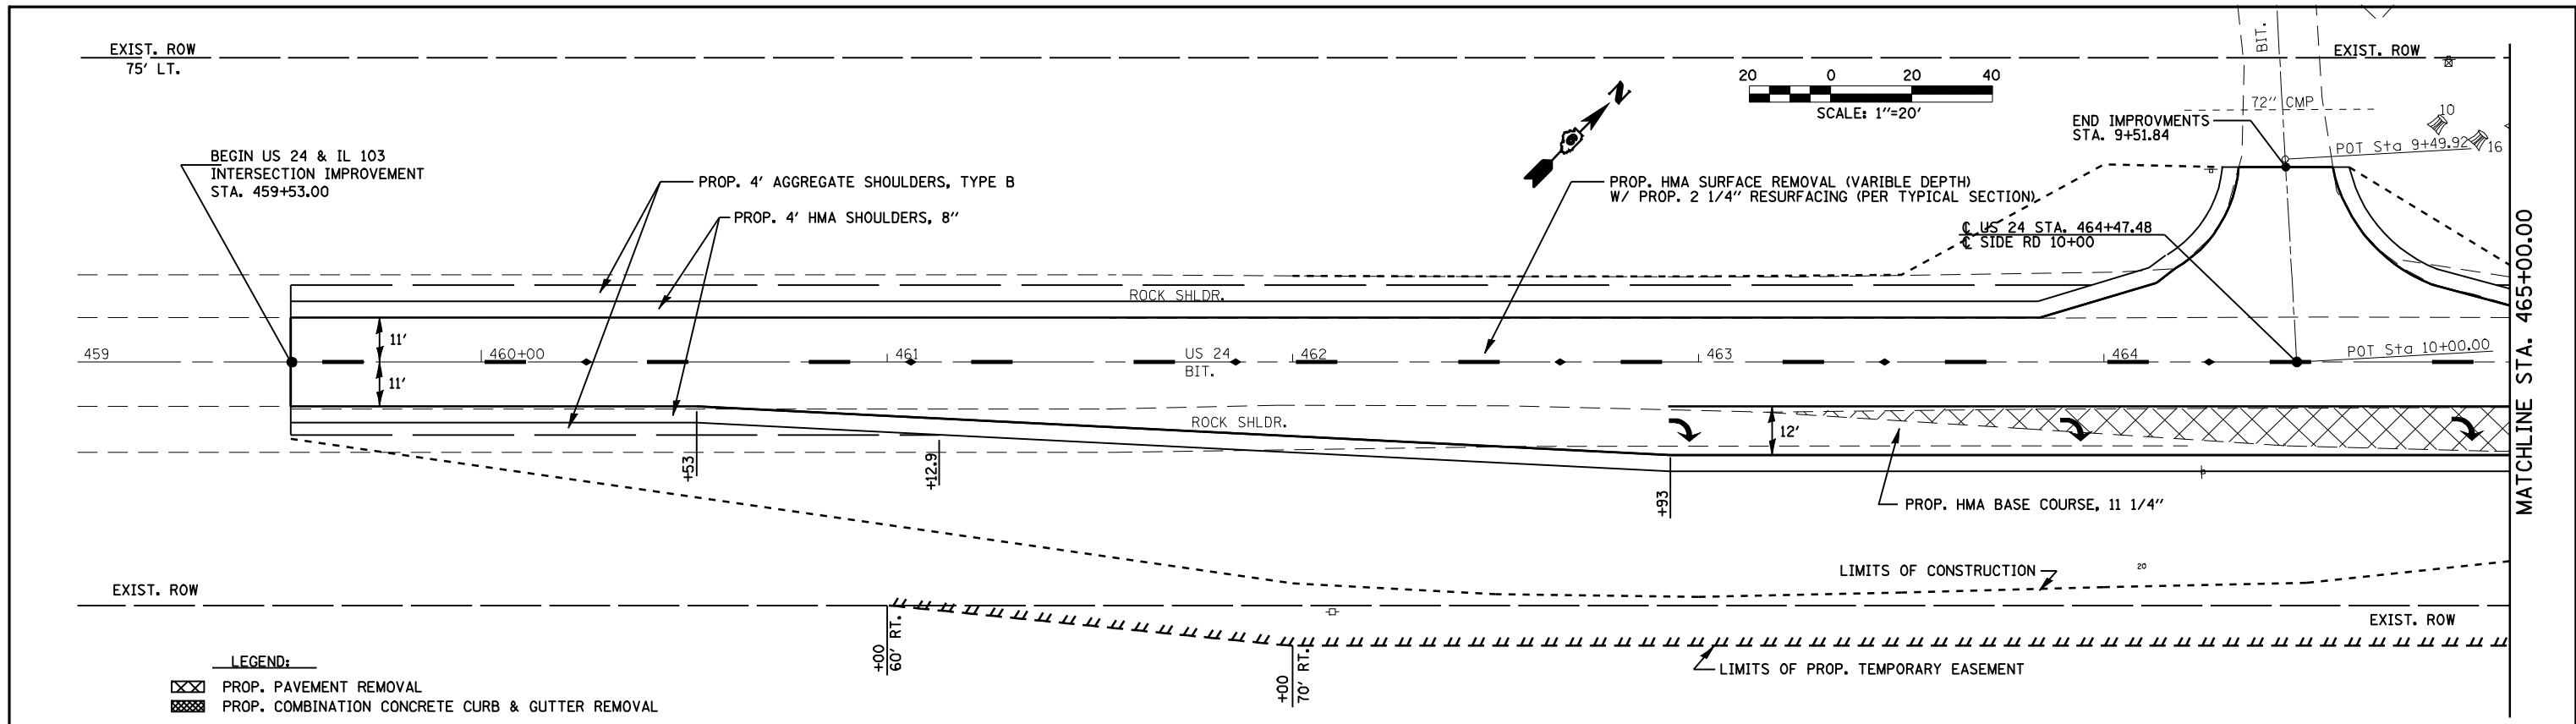 EXIST. ROW
75' LT.
BIT.
EXIST. ROW
20 0 20 40
SCALE: 1"=20'
N
72" CMP
10
END IMPROVMENTS
STA. 9+51.84
POT Sta 9+49.92
16
BEGIN US 24 & IL 103
INTERSECTION IMPROVEMENT
STA. 459+53.00
PROP. 4' AGGREGATE SHOULDERS, TYPE B
PROP. 4' HMA SHOULDERS, 8"
PROP. HMA SURFACE REMOVAL (VARIBLE DEPTH)
W/ PROP. 2 1/4" RESURFACING (PER TYPICAL SECTION)
℄ US 24 STA. 464+47.48
℄ SIDE RD 10+00
MATCHLINE STA. 465+00.00
ROCK SHLDR.
11'
459
460+00
461
US 24
BIT.
462
463
464
POT Sta 10+00.00
11'
ROCK SHLDR.
12'
+53
+12.9
+93
PROP. HMA BASE COURSE, 11 1/4"
LIMITS OF CONSTRUCTION
20
EXIST. ROW
EXIST. ROW
+00
60' RT.
+00
70' RT.
LIMITS OF PROP. TEMPORARY EASEMENT
LEGEND:
PROP. PAVEMENT REMOVAL
PROP. COMBINATION CONCRETE CURB & GUTTER REMOVAL